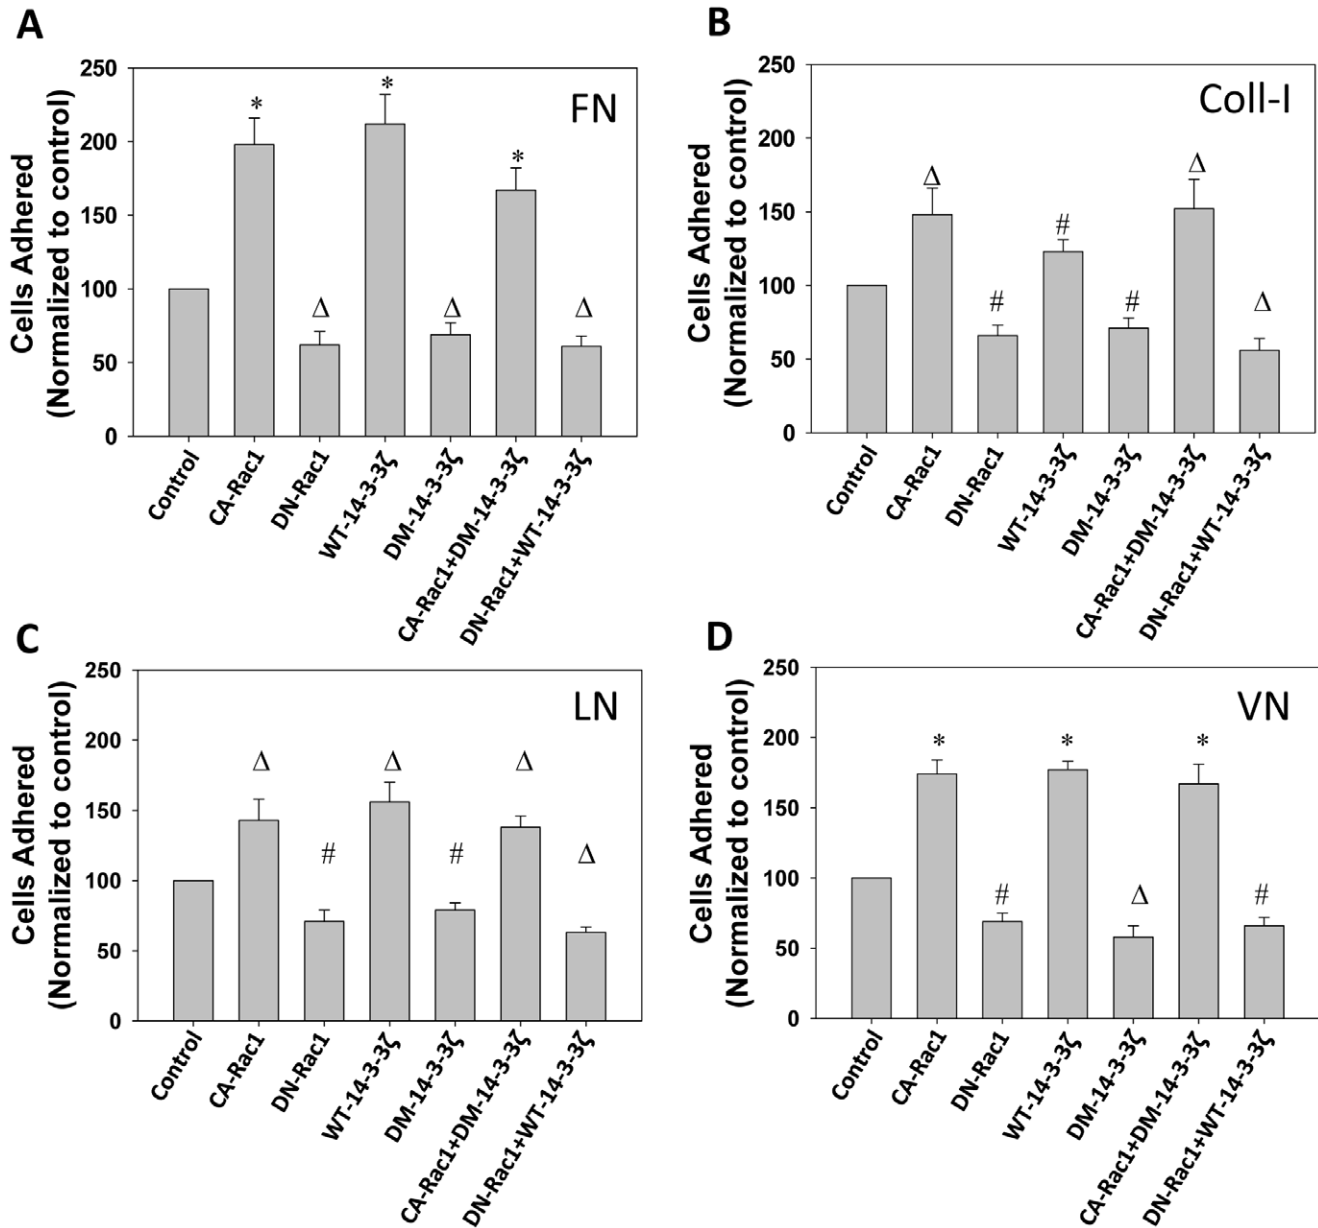 A
Cells Adhered
(Normalized to control)
250
200
150
100
50
0
FN
*
Δ
*
Δ
*
Δ
Control
CA-Rac1
DN-Rac1
WT-14-3-3ζ
DM-14-3-3ζ
CA-Rac1+DM-14-3-3ζ
DN-Rac1+WT-14-3-3ζ
B
Cells Adhered
(Normalized to control)
250
200
150
100
50
0
Coll-I
Δ
#
#
#
Δ
Δ
Control
CA-Rac1
DN-Rac1
WT-14-3-3ζ
DM-14-3-3ζ
CA-Rac1+DM-14-3-3ζ
DN-Rac1+WT-14-3-3ζ
C
Cells Adhered
(Normalized to control)
250
200
150
100
50
0
LN
Δ
#
Δ
#
Δ
Δ
Control
CA-Rac1
DN-Rac1
WT-14-3-3ζ
DM-14-3-3ζ
CA-Rac1+DM-14-3-3ζ
DN-Rac1+WT-14-3-3ζ
D
Cells Adhered
(Normalized to control)
250
200
150
100
50
0
VN
*
#
*
Δ
*
#
Control
CA-Rac1
DN-Rac1
WT-14-3-3ζ
DM-14-3-3ζ
CA-Rac1+DM-14-3-3ζ
DN-Rac1+WT-14-3-3ζ